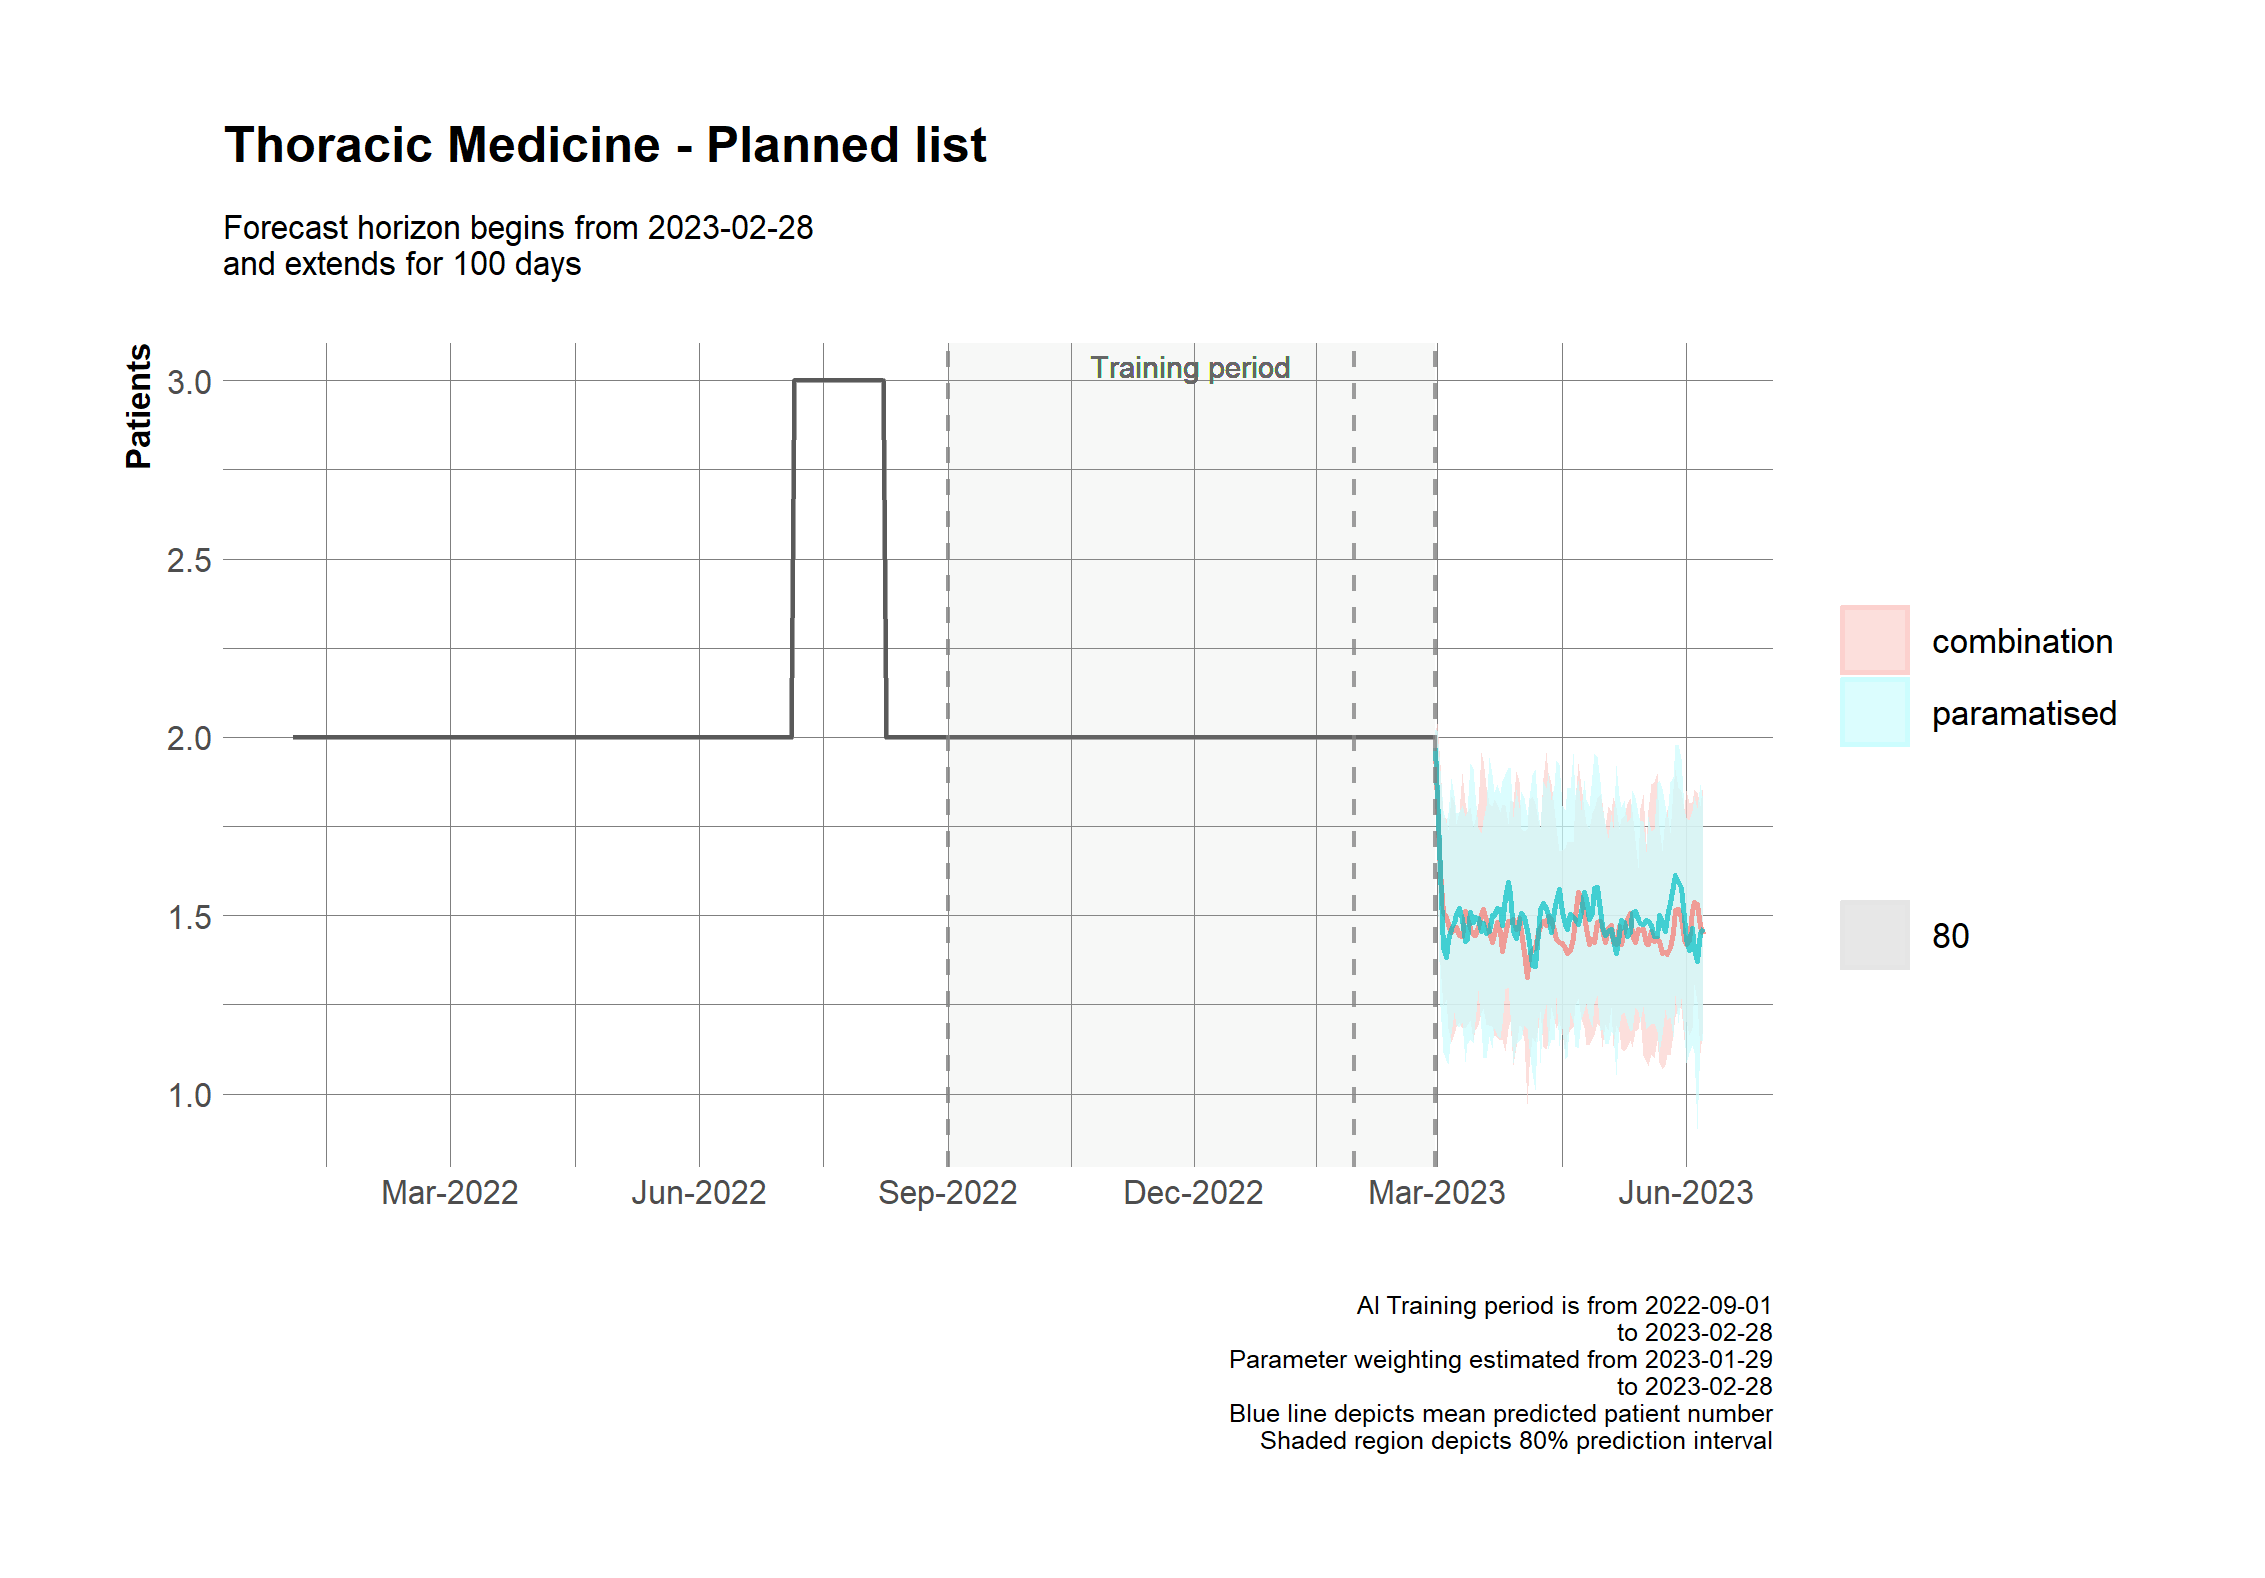 Thoracic Medicine - Planned list
Forecast horizon begins from 2023-02-28
and extends for 100 days
Patients
3.0
2.5
2.0
1.5
1.0
Training period
Mar-2022
Jun-2022
Sep-2022
Dec-2022
Mar-2023
Jun-2023
combination
paramatised
80
AI Training period is from 2022-09-01
to 2023-02-28
Parameter weighting estimated from 2023-01-29
to 2023-02-28
Blue line depicts mean predicted patient number
Shaded region depicts 80% prediction interval